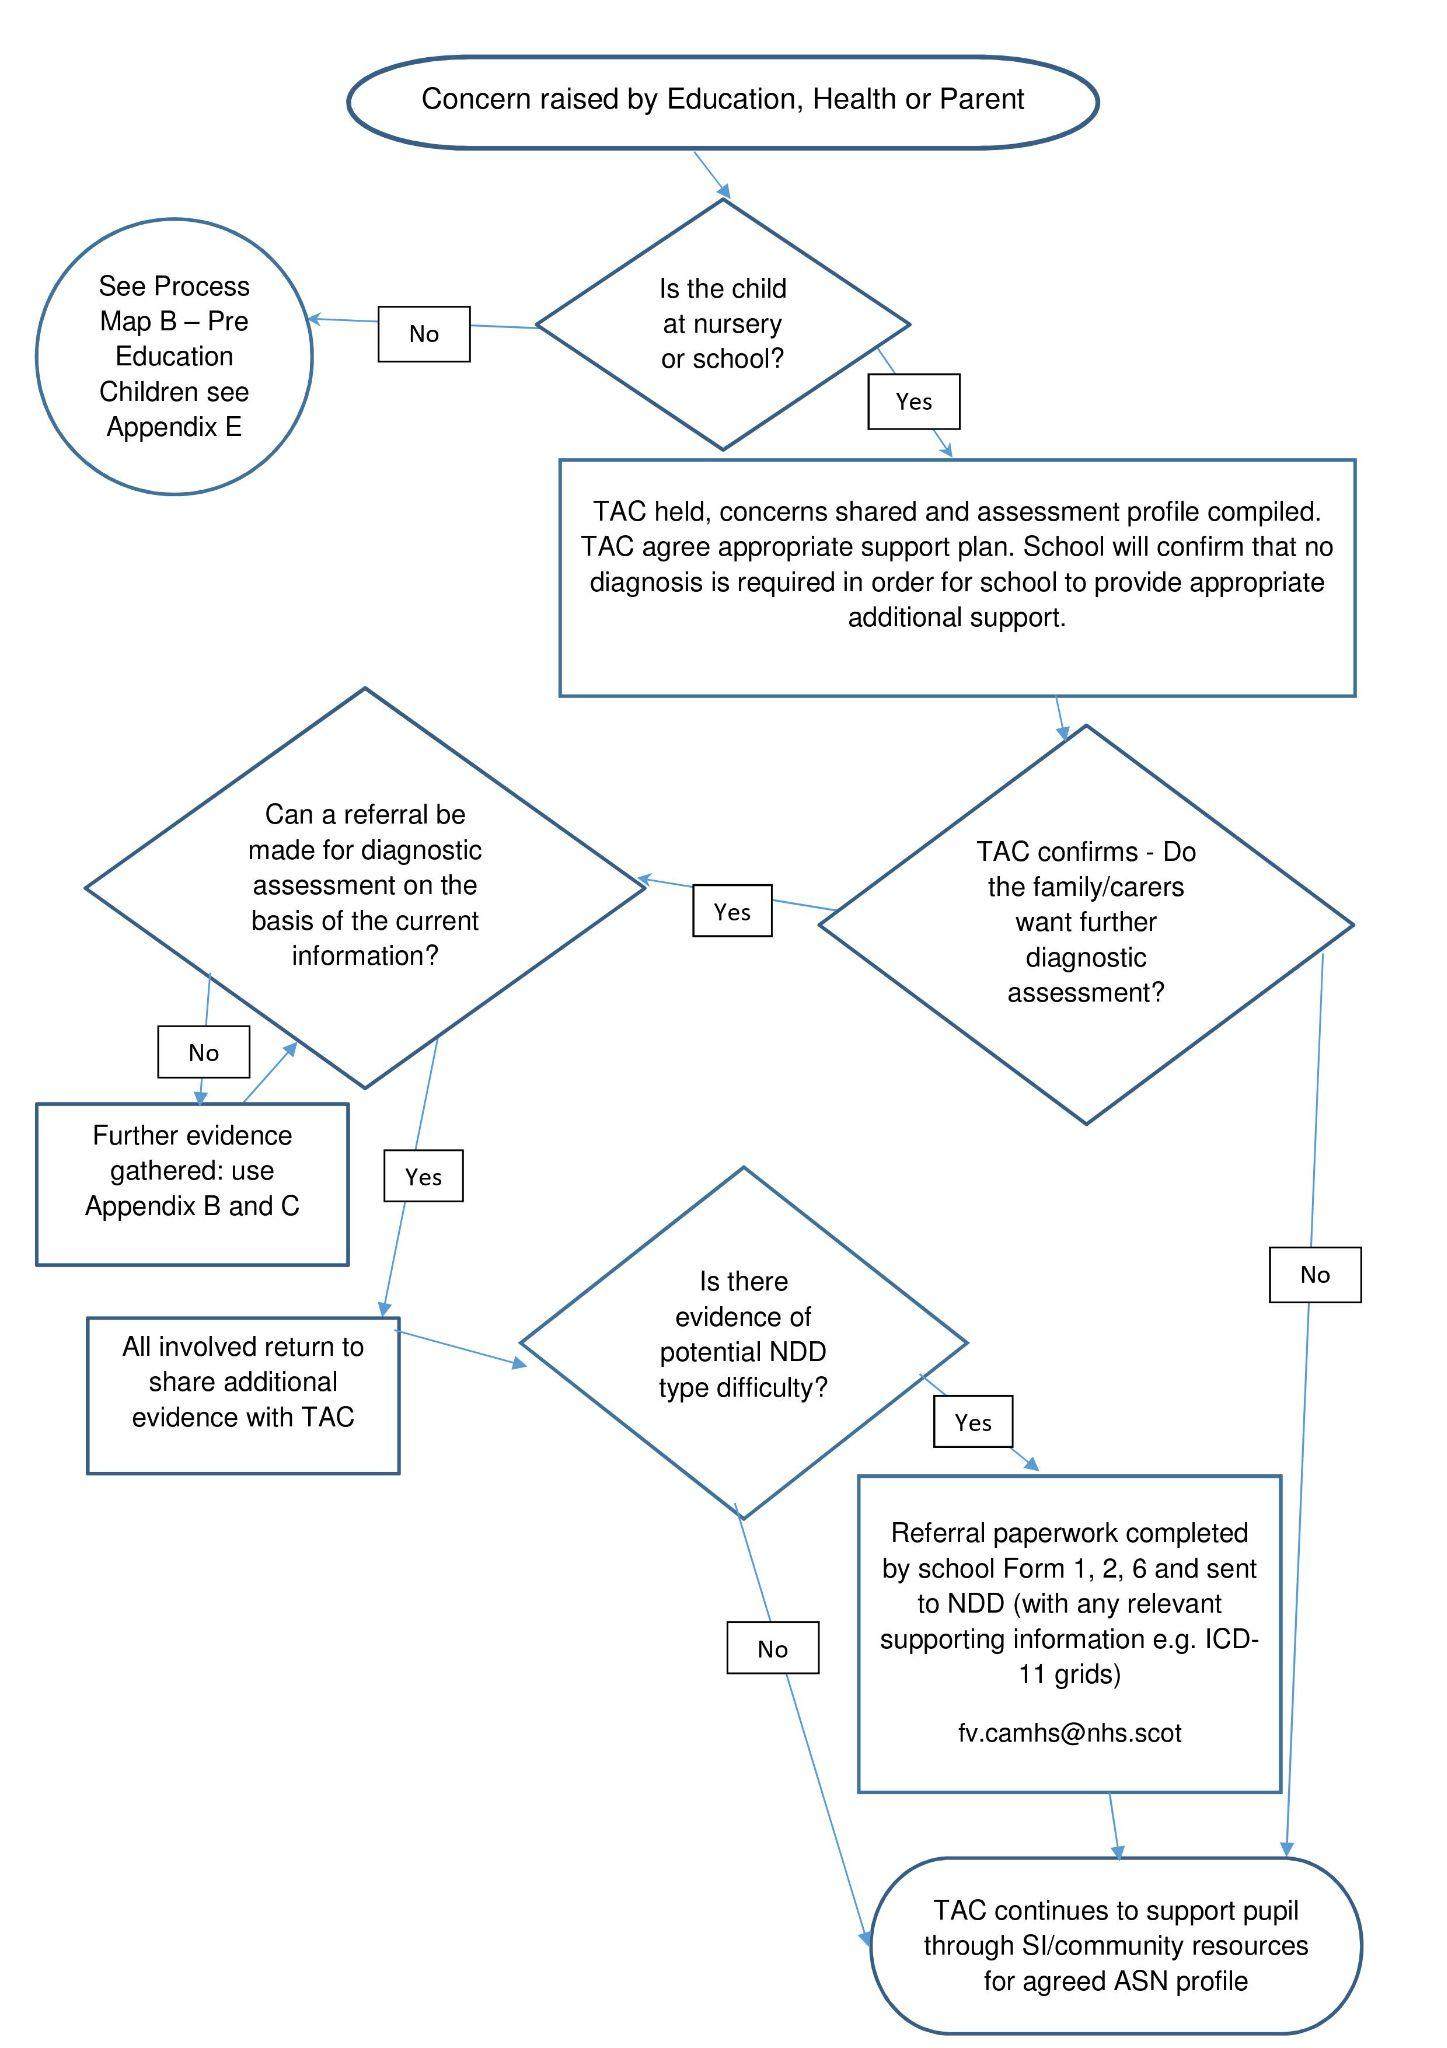 Concern raised by Education, Health or Parent
Is the child
at nursery
or school?
No
See Process
Map B – Pre
Education
Children see
Appendix E
Yes
TAC held, concerns shared and assessment profile compiled.
TAC agree appropriate support plan. School will confirm that no
diagnosis is required in order for school to provide appropriate
additional support.
TAC confirms - Do
the family/carers
want further
diagnostic
assessment?
Yes
Can a referral be
made for diagnostic
assessment on the
basis of the current
information?
No
Further evidence
gathered: use
Appendix B and C
Yes
All involved return to
share additional
evidence with TAC
Is there
evidence of
potential NDD
type difficulty?
Yes
No
Referral paperwork completed
by school Form 1, 2, 6 and sent
to NDD (with any relevant
supporting information e.g. ICD-
11 grids)
fv.camhs@nhs.scot
No
TAC continues to support pupil
through SI/community resources
for agreed ASN profile